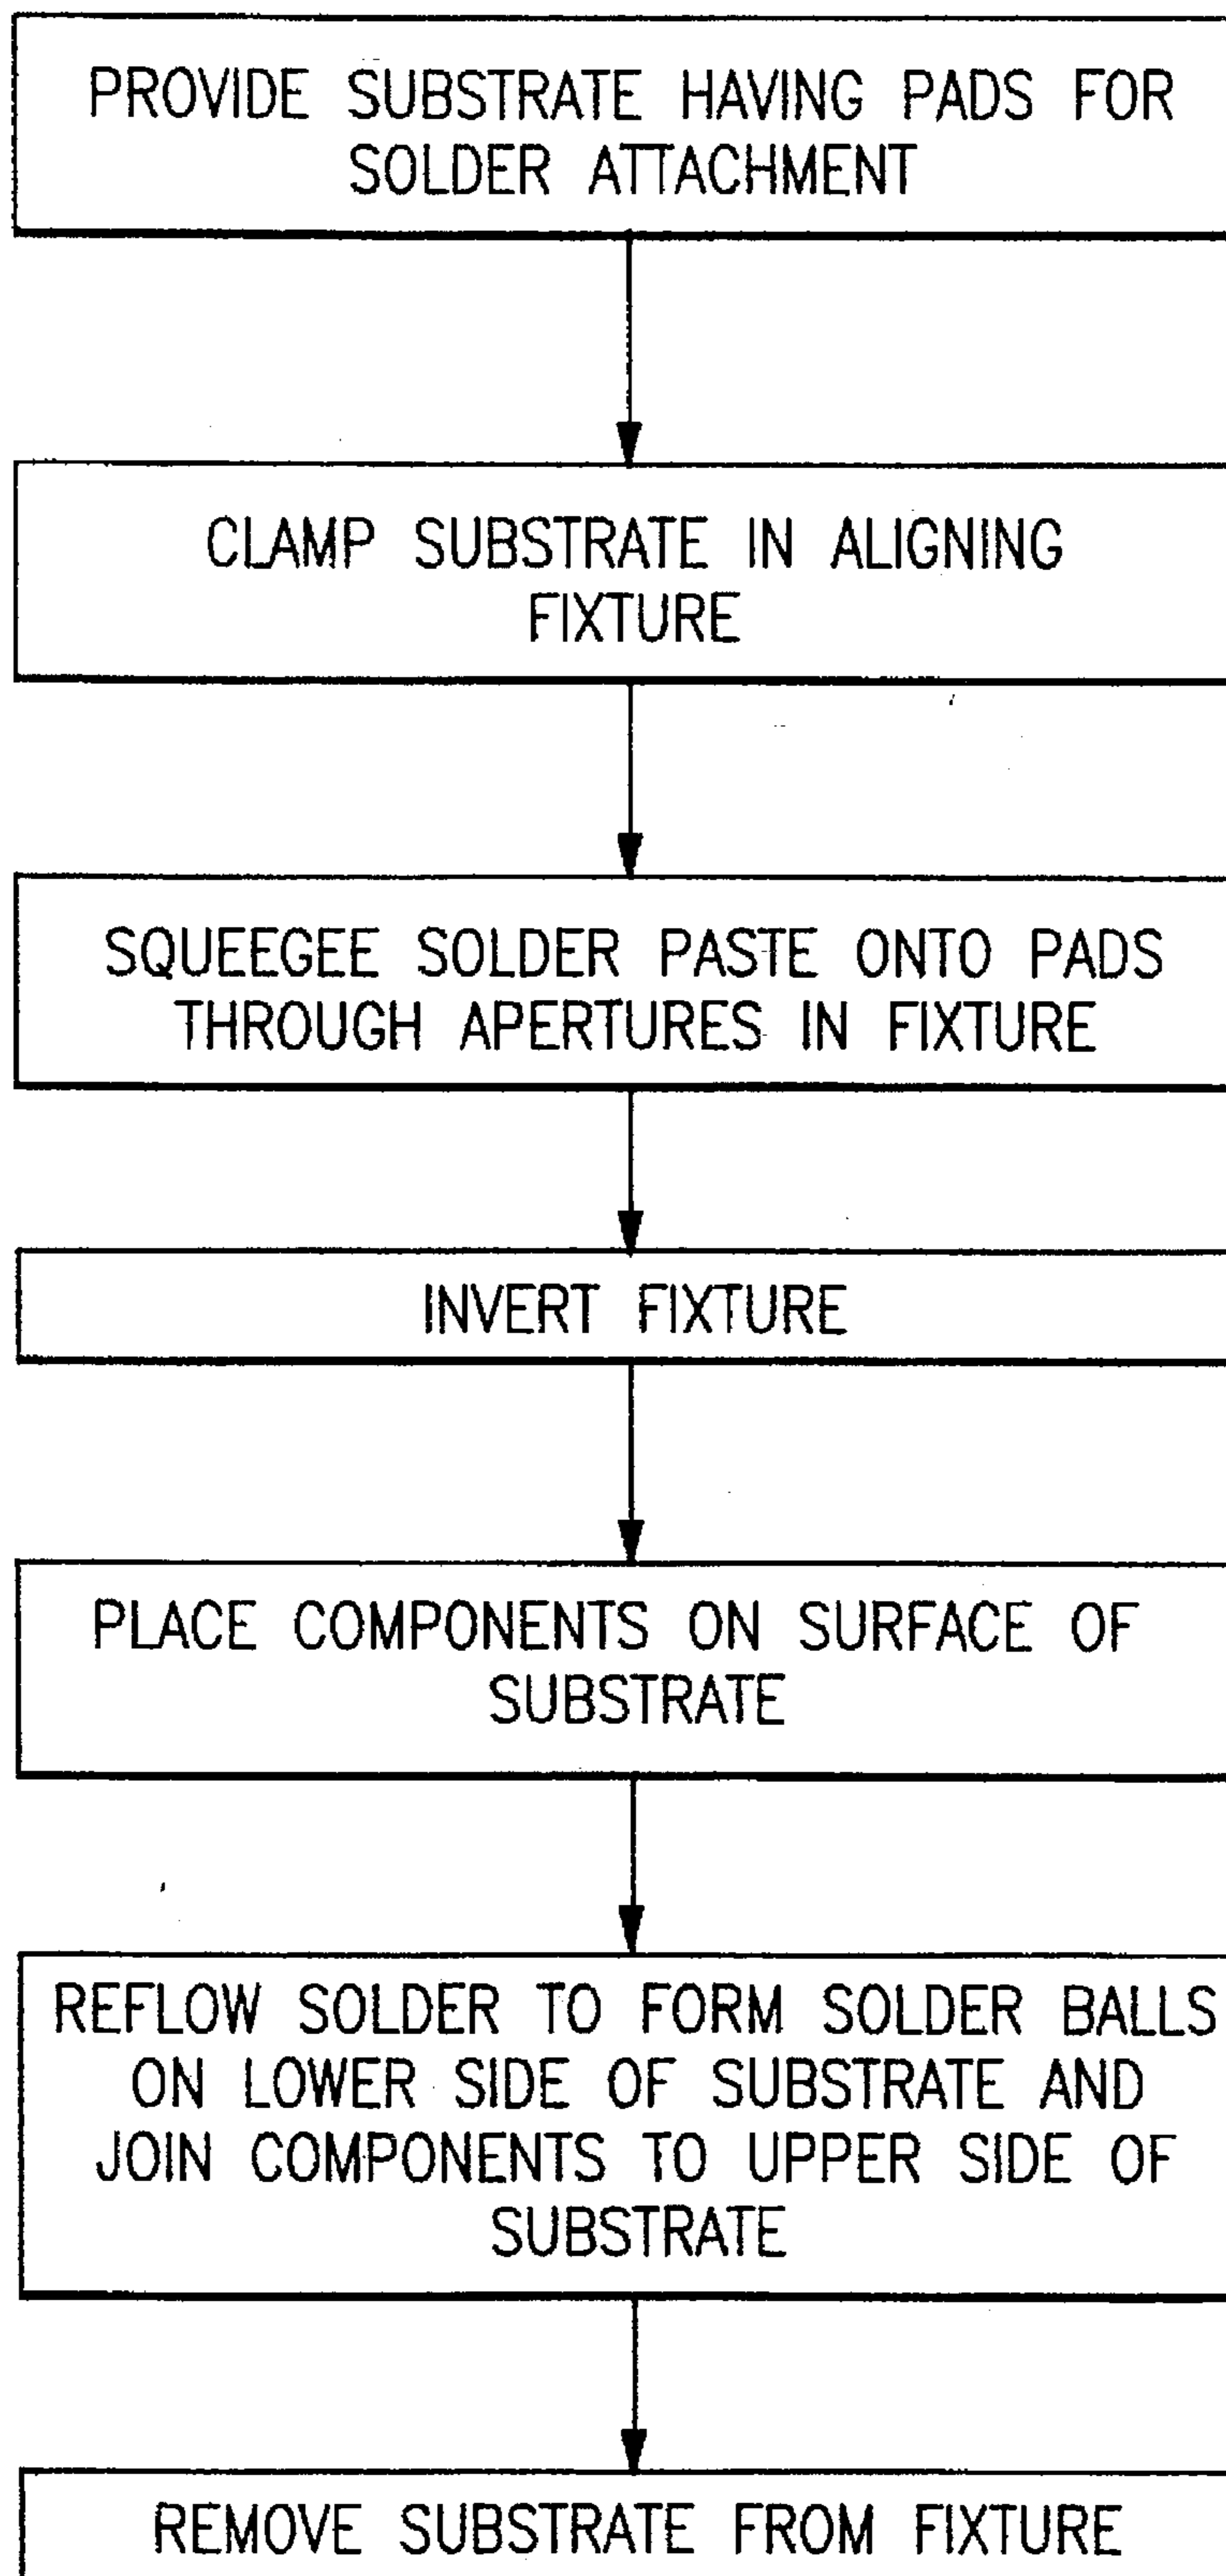 PROVIDE SUBSTRATE HAVING PADS FOR
SOLDER ATTACHMENT
CLAMP SUBSTRATE IN ALIGNING
FIXTURE
SQUEEGEE SOLDER PASTE ONTO PADS
THROUGH APERTURES IN FIXTURE
INVERT FIXTURE
PLACE COMPONENTS ON SURFACE OF
SUBSTRATE
REFLOW SOLDER TO FORM SOLDER BALLS
ON LOWER SIDE OF SUBSTRATE AND
JOIN COMPONENTS TO UPPER SIDE OF
SUBSTRATE
REMOVE SUBSTRATE FROM FIXTURE